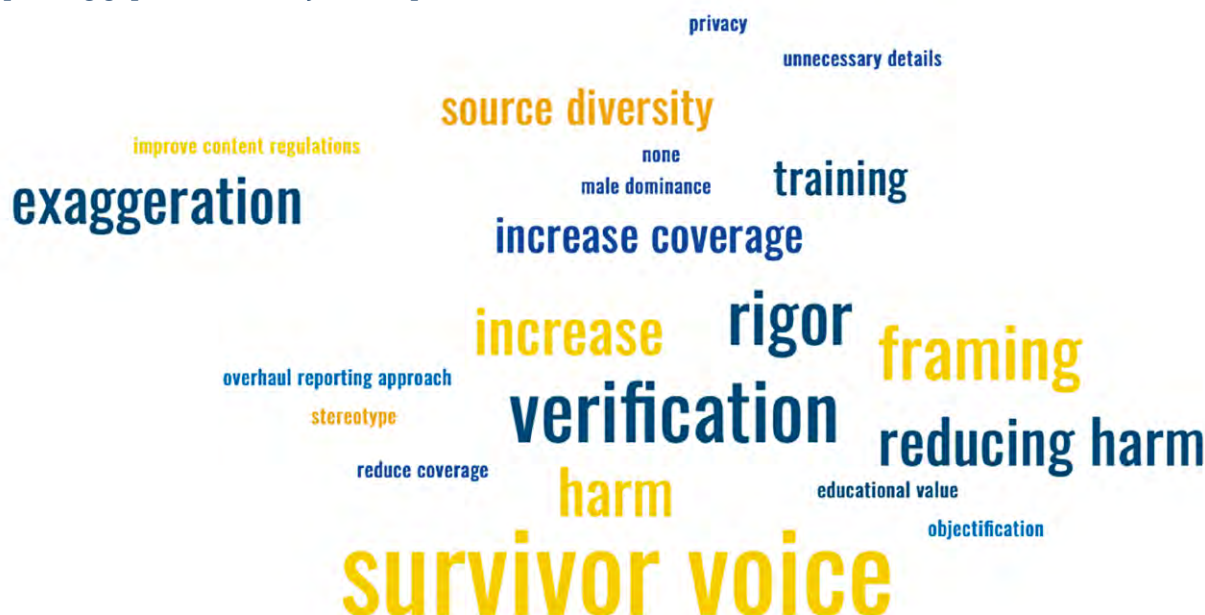 privacy
unnecessary details
source diversity
improve content regulations
none
training
male dominance
exaggeration
increase coverage
rigor
increase
framing
overhaul reporting approach
verification
stereotype
reducing harm
reduce coverage
harm
educational value
objectification
survivor voice